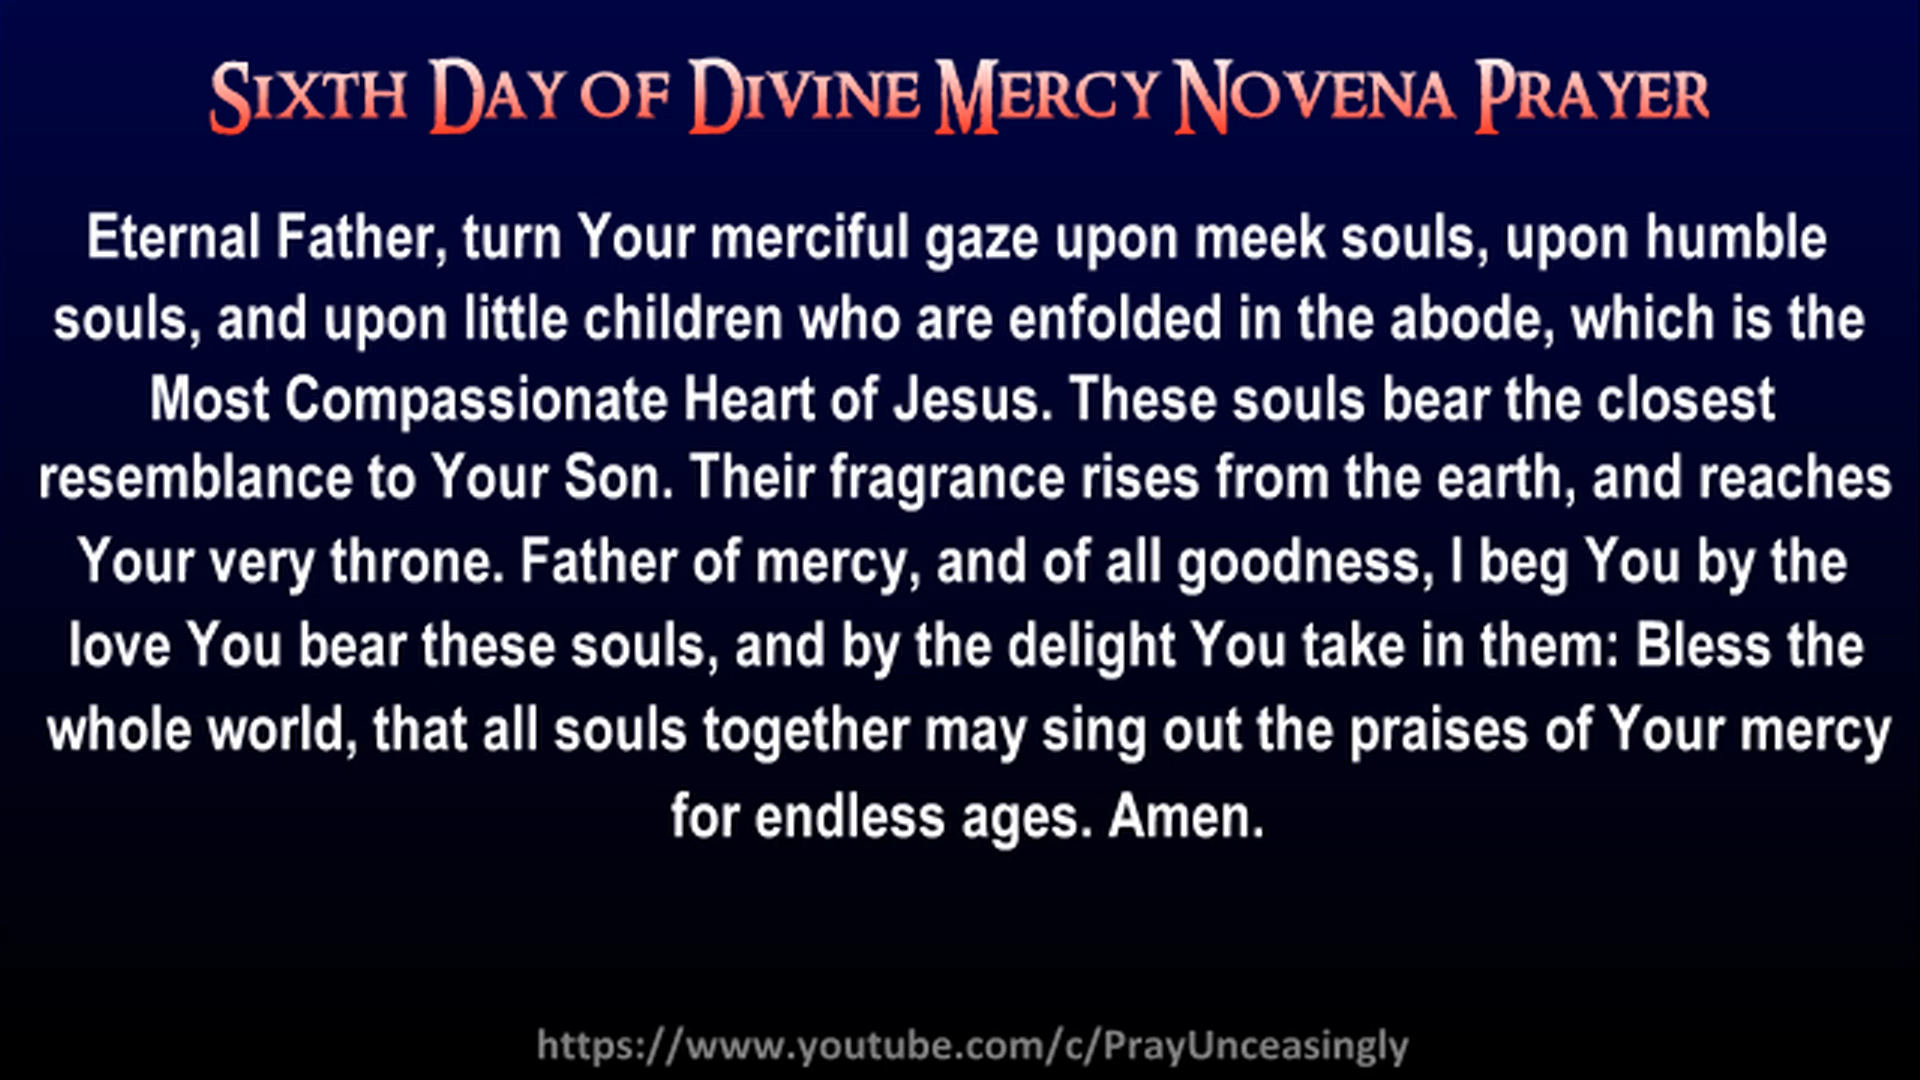 Sixth Day of Divine Mercy Novena Prayer
Eternal Father, turn Your merciful gaze upon meek souls, upon humble
souls, and upon little children who are enfolded in the abode, which is the
Most Compassionate Heart of Jesus. These souls bear the closest
resemblance to Your Son. Their fragrance rises from the earth, and reaches
Your very throne. Father of mercy, and of all goodness, I beg You by the
love You bear these souls, and by the delight You take in them: Bless the
whole world, that all souls together may sing out the praises of Your mercy
for endless ages. Amen.
https://www.youtube.com/c/PrayUnceasingly